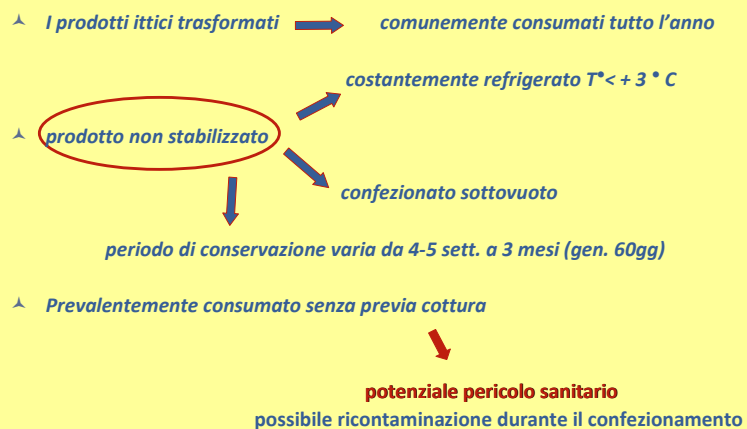 I prodotti ittici trasformati comunemente consumati tutto l'anno
costantemente refrigerato T°< + 3 ° C
prodotto non stabilizzato
confezionato sottovuoto
periodo di conservazione varia da 4-5 sett. a 3 mesi (gen. 60gg)
Prevalentemente consumato senza previa cottura
potenziale pericolo sanitario
possibile ricontaminazione durante il confezionamento